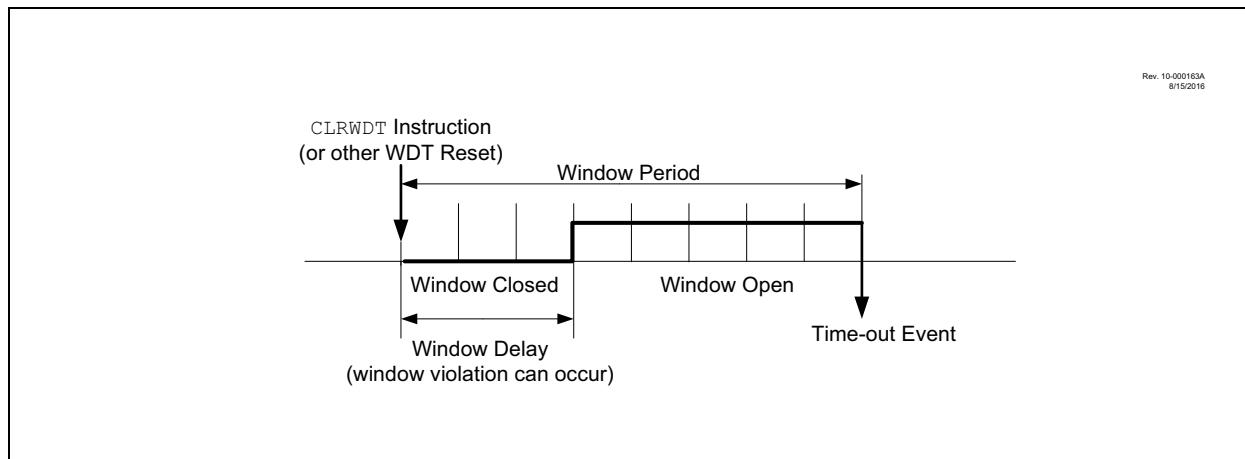 Rev. 10-000163A
8/15/2016
CLRWDT Instruction
(or other WDT Reset)
Window Period
Window Closed
Window Open
Window Delay
(window violation can occur)
Time-out Event